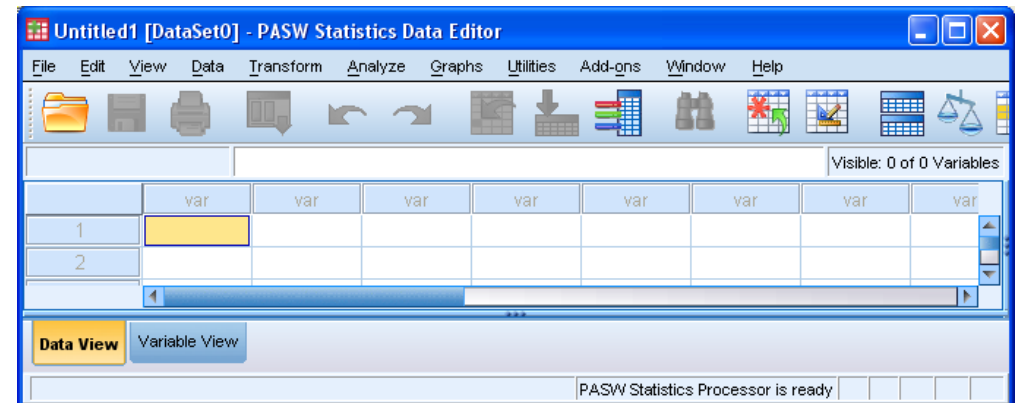 Untitled1 [DataSet0] - PASW Statistics Data Editor
File Edit View Data Transform Analyze Graphs Utilities Add-ons Window Help
Visible: 0 of 0 Variables
var var var var var var var var
1
2
Data View Variable View
PASW Statistics Processor is ready